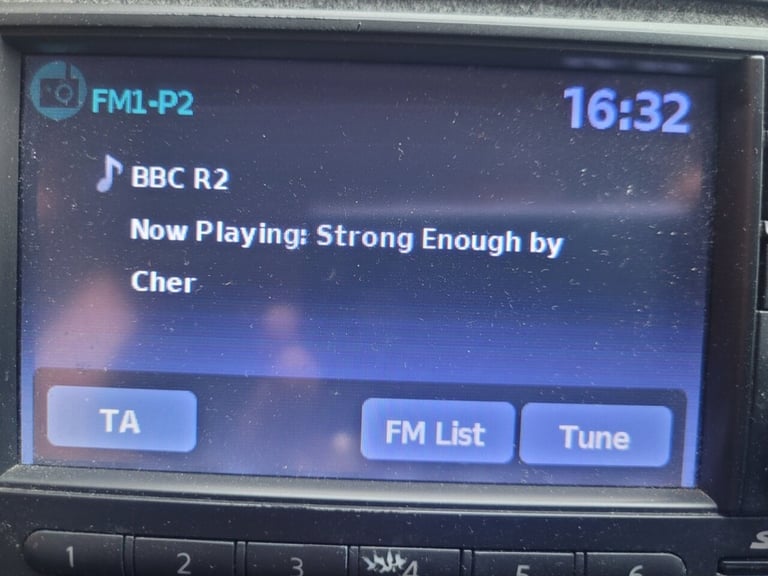 FM1-P2 16:32
BBC R2
Now Playing: Strong Enough by
Cher
TA FM List Tune
1 2 3 4 5 6